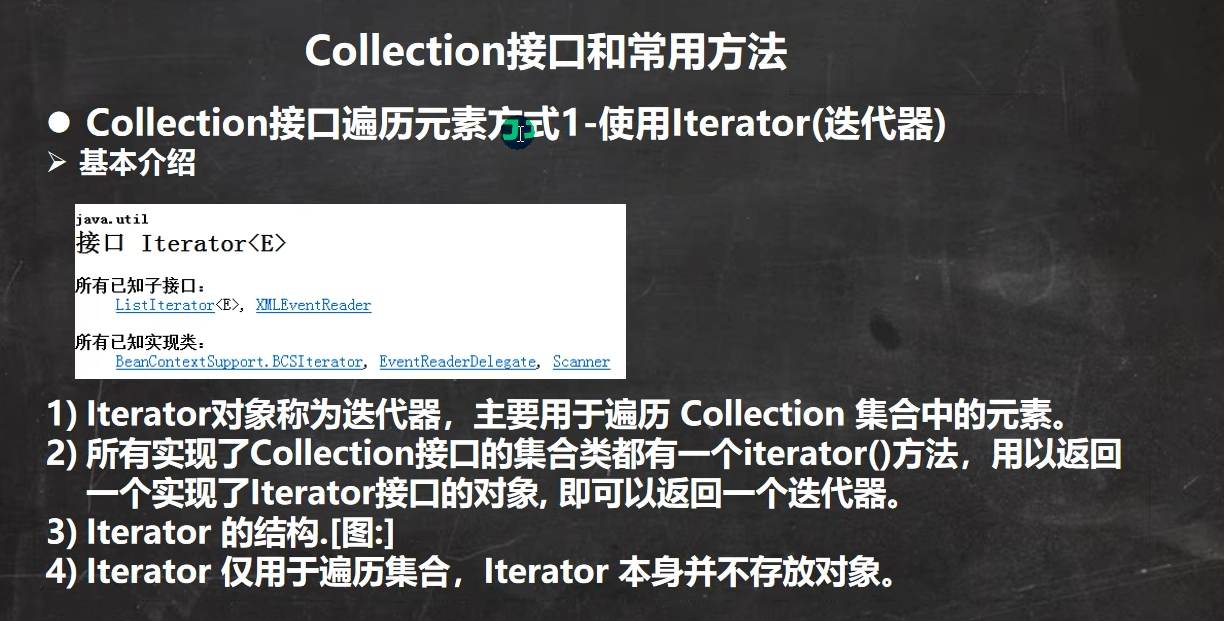 Collection接口和常用方法
● Collection接口遍历元素方式1-使用Iterator(迭代器)
➢ 基本介绍
java.util
接口 Iterator<E>
所有已知子接口：
ListIterator<E>, XMLEventReader
所有已知实现类：
BeanContextSupport.BCSIterator, EventReaderDelegate, Scanner
1) Iterator对象称为迭代器，主要用于遍历 Collection 集合中的元素。
2) 所有实现了Collection接口的集合类都有一个iterator()方法，用以返回
一个实现了Iterator接口的对象, 即可以返回一个迭代器。
3) Iterator 的结构.[图:]
4) Iterator 仅用于遍历集合，Iterator 本身并不存放对象。